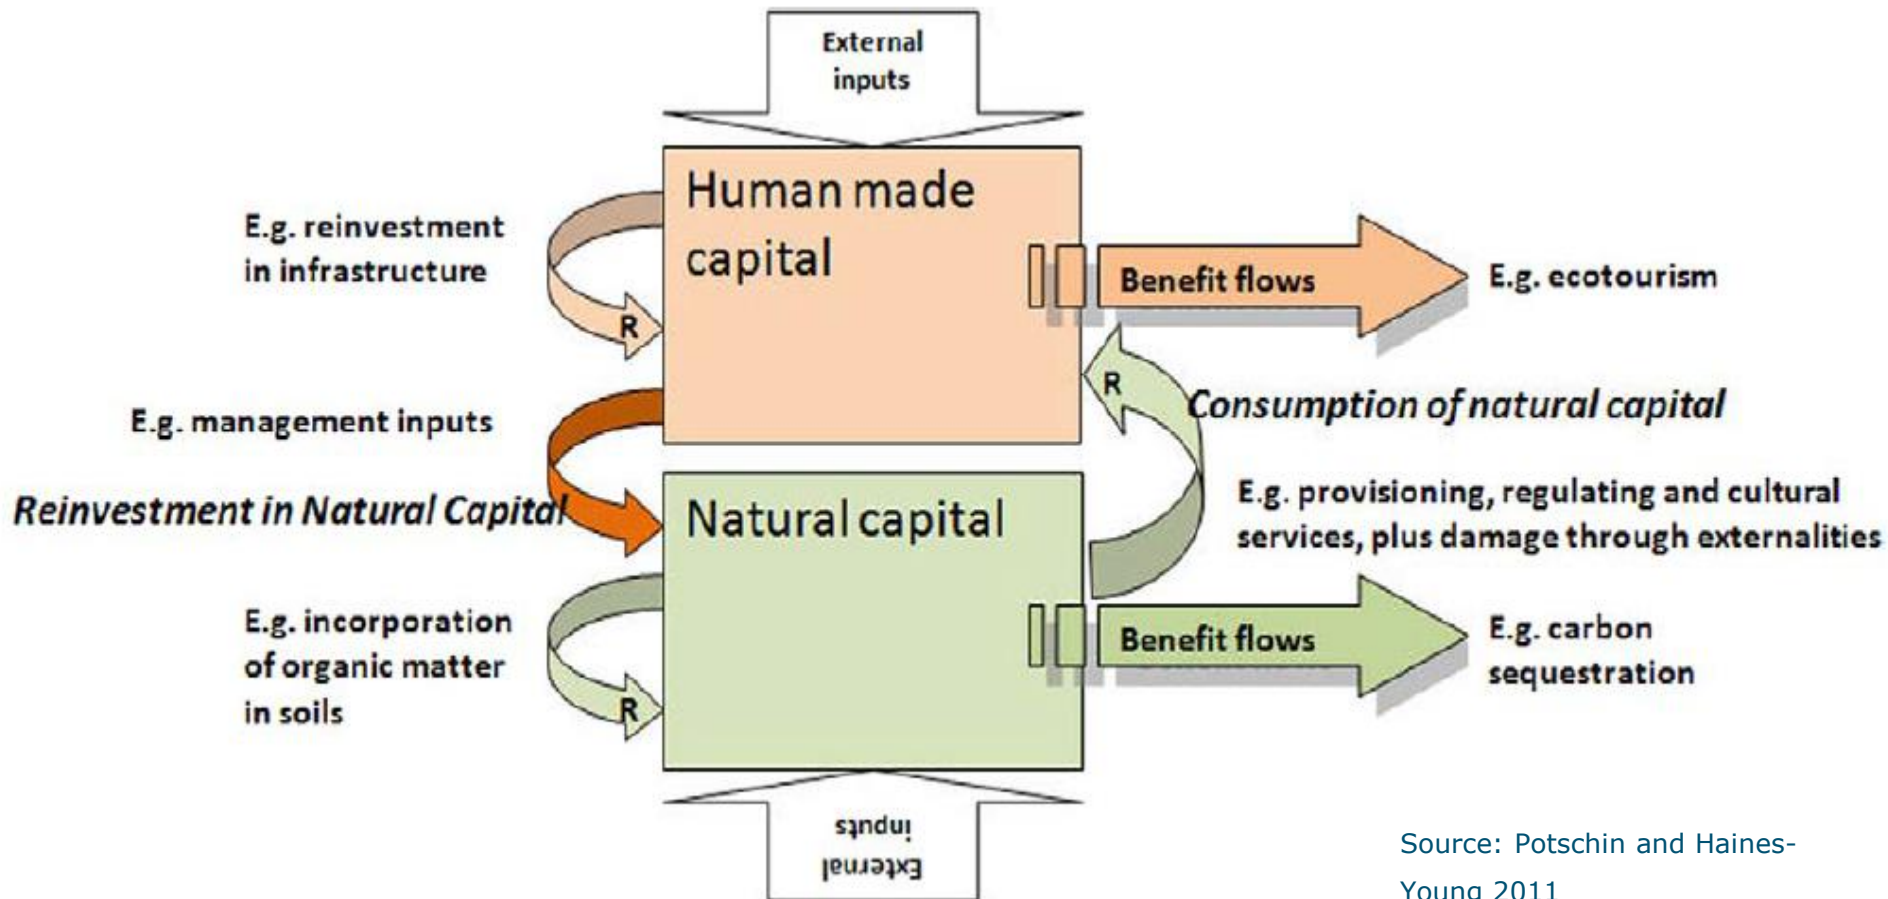 External
inputs
Human made
capital
E.g. reinvestment
in infrastructure
R
Benefit flows
E.g. ecotourism
R
Consumption of natural capital
E.g. management inputs
Reinvestment in Natural Capital
Natural capital
E.g. provisioning, regulating and cultural
services, plus damage through externalities
E.g. incorporation
of organic matter
in soils
R
Benefit flows
E.g. carbon
sequestration
External
inputs
Source: Potschin and Haines-
Young 2011